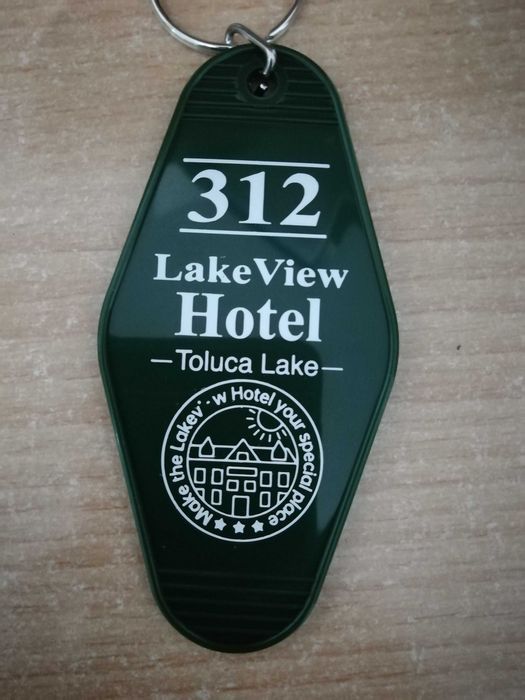 312
LakeView
Hotel
—Toluca Lake—
Make the Lakev w Hotel your special place